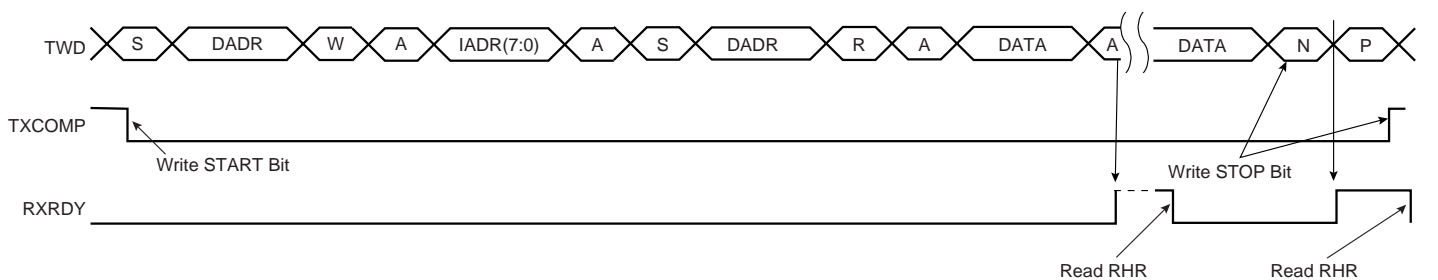 TWD S DADR W A IADR(7:0) A S DADR R A DATA A DATA N P
TXCOMP
Write START Bit
Write STOP Bit
RXRDY
Read RHR
Read RHR